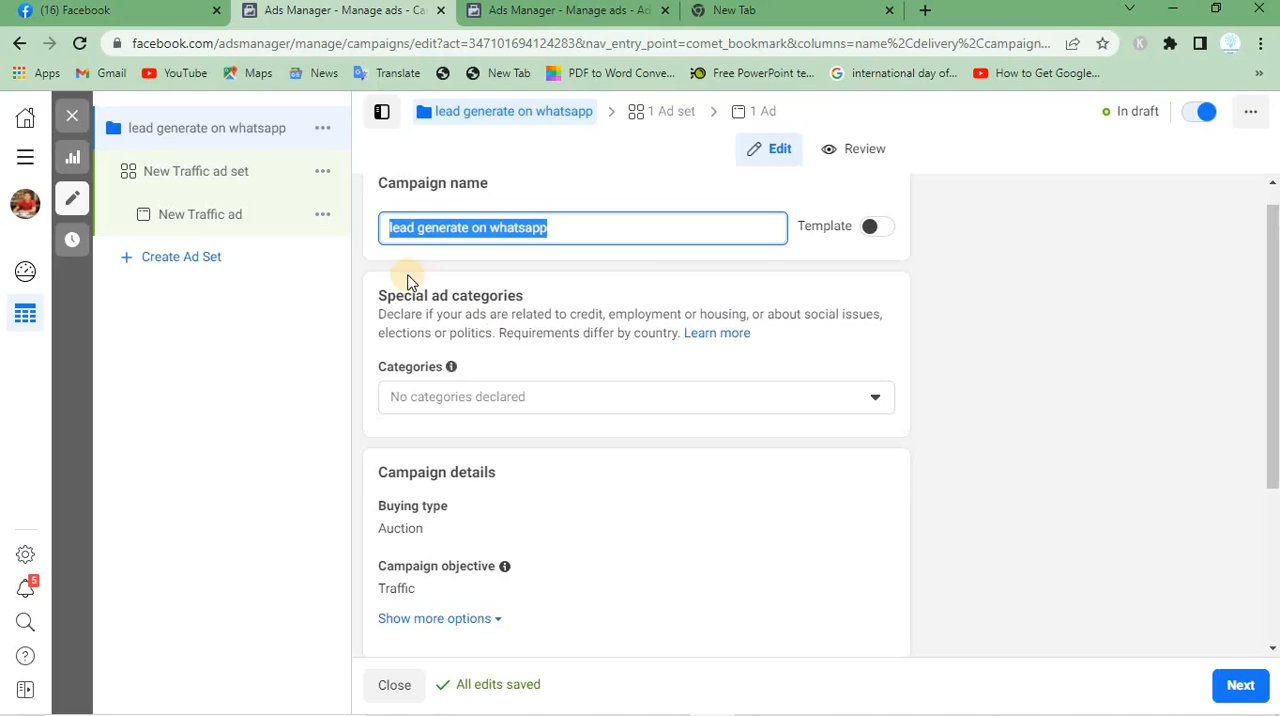 (16) Facebook
Ads Manager - Manage ads - Ca
Ads Manager - Manage ads - Ad
New Tab
facebook.com/adsmanager/manage/campaigns/edit?act=347101694124283&nav_entry_point=comet_bookmark&columns=name%2Cdelivery%2Ccampaign...
Apps
Gmail
YouTube
Maps
News
Translate
New Tab
PDF to Word Conve...
Free PowerPoint te...
international day of...
How to Get Google...
»
lead generate on whatsapp
New Traffic ad set
New Traffic ad
+ Create Ad Set
lead generate on whatsapp > 1 Ad set > 1 Ad
In draft
Edit
Review
Campaign name
lead generate on whatsapp
Template
Special ad categories
Declare if your ads are related to credit, employment or housing, or about social issues,
elections or politics. Requirements differ by country. Learn more
Categories
No categories declared
Campaign details
Buying type
Auction
Campaign objective
Traffic
Show more options
5
Close
All edits saved
Next